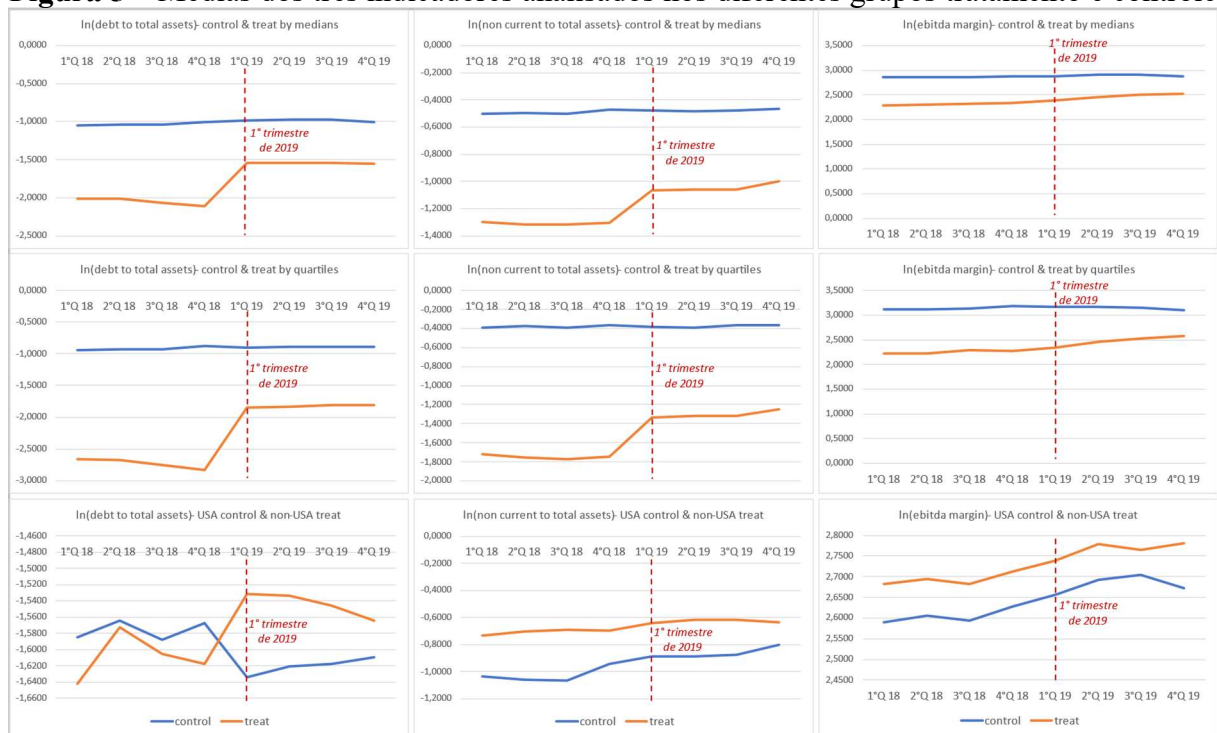 Figura – Médias dos três indicadores analisados nos diferentes grupos tratamento e controle
ln(debt to total assets)- control & treat by medians
0,0000
1°Q 18 2°Q 18 3°Q 18 4°Q 18 1°Q 19 2°Q 19 3°Q 19 4°Q 19
-0,5000
-1,0000
1° trimestre
de 2019
-1,5000
-2,0000
-2,5000
ln(non current to total assets)- control & treat by medians
0,0000
1°Q 18 2°Q 18 3°Q 18 4°Q 18 1°Q 19 2°Q 19 3°Q 19 4°Q 19
-0,2000
-0,4000
-0,6000
1° trimestre
de 2019
-0,8000
-1,0000
-1,2000
-1,4000
ln(ebitda margin)- control & treat by medians
1° trimestre
de 2019
3,5000
3,0000
2,5000
2,0000
1,5000
1,0000
0,5000
0,0000
1°Q 18 2°Q 18 3°Q 18 4°Q 18 1°Q 19 2°Q 19 3°Q 19 4°Q 19
ln(debt to total assets)- control & treat by quartiles
0,0000
1°Q 18 2°Q 18 3°Q 18 4°Q 18 1°Q 19 2°Q 19 3°Q 19 4°Q 19
-0,5000
-1,0000
1° trimestre
de 2019
-1,5000
-2,0000
-2,5000
-3,0000
ln(non current to total assets)- control & treat by quartiles
0,0000
1°Q 18 2°Q 18 3°Q 18 4°Q 18 1°Q 19 2°Q 19 3°Q 19 4°Q 19
-0,2000
-0,4000
-0,6000
-0,8000
1° trimestre
de 2019
-1,0000
-1,2000
-1,4000
-1,6000
-1,8000
-2,0000
ln(ebitda margin)- control & treat by quartiles
1° trimestre
de 2019
3,5000
3,0000
2,5000
2,0000
1,5000
1,0000
0,5000
0,0000
1°Q 18 2°Q 18 3°Q 18 4°Q 18 1°Q 19 2°Q 19 3°Q 19 4°Q 19
ln(debt to total assets)- USA control & non-USA treat
-1,4600
-1,4800
1°Q 18 2°Q 18 3°Q 18 4°Q 18 1°Q 19 2°Q 19 3°Q 19 4°Q 19
-1,5000
-1,5200
-1,5400
-1,5600
-1,5800
1° trimestre
de 2019
-1,6000
-1,6200
-1,6400
-1,6600
control treat
ln(non current to total assets)- USA control & non-USA treat
0,0000
1°Q 18 2°Q 18 3°Q 18 4°Q 18 1°Q 19 2°Q 19 3°Q 19 4°Q 19
-0,2000
-0,4000
-0,6000
1° trimestre
de 2019
-0,8000
-1,0000
-1,2000
control treat
ln(ebitda margin)- USA control & non-USA treat
2,8000
2,7500
2,7000
2,6500
1° trimestre
de 2019
2,6000
2,5500
2,5000
2,4500
1°Q 18 2°Q 18 3°Q 18 4°Q 18 1°Q 19 2°Q 19 3°Q 19 4°Q 19
control treat